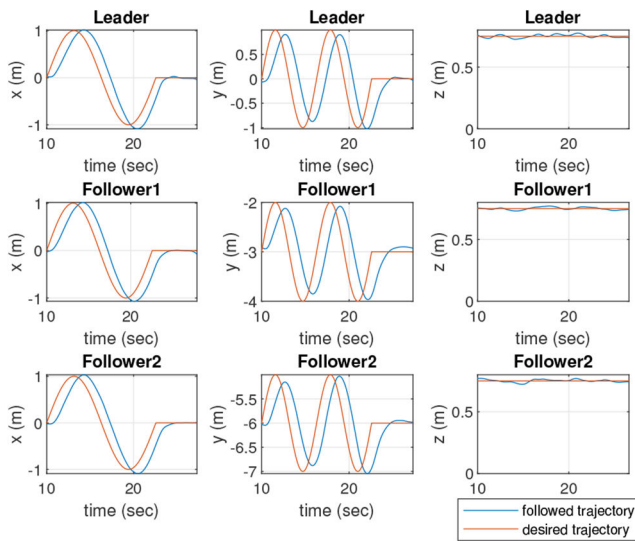 Leader Leader Leader
1 1
x (m) 0 y (m) 0.5 0 -0.5 z (m) 0.5
-1 -1 0
10 20 10 20 10 20
time (sec) time (sec) time (sec)
Follower1 Follower1 Follower1
1 -2
x (m) 0 y (m) -3 z (m) 0.5
-1 -4 0
10 20 10 20 10 20
time (sec) time (sec) time (sec)
Follower2 Follower2 Follower2
1
x (m) 0 y (m) -5.5 -6 -6.5 z (m) 0.5
-1 -7 0
10 20 10 20 10 20
time (sec) time (sec) time (sec)
followed trajectory
desired trajectory